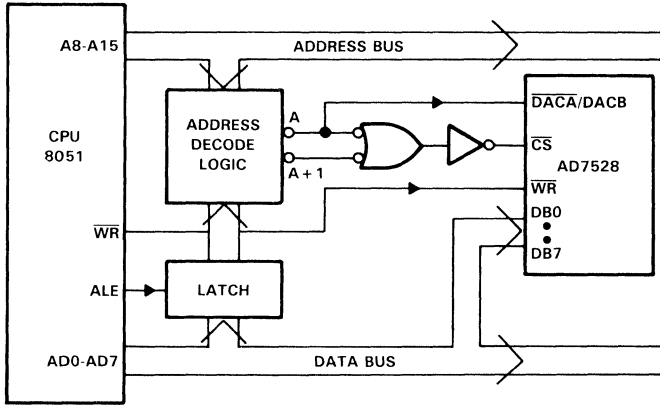 A8-A15
ADDRESS BUS
CPU
8051
ADDRESS
DECODE
LOGIC
A
A + 1
DACA/DACB
CS
AD7528
WR
DB0
DB7
WR
ALE
LATCH
AD0-AD7
DATA BUS